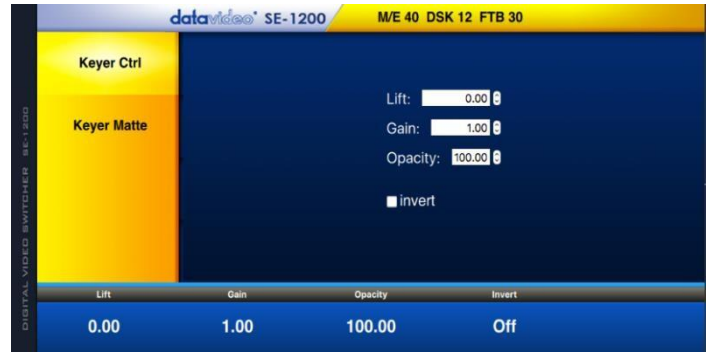 datavideo® SE-1200 M/E 40 DSK 12 FTB 30
Keyer Ctrl
Keyer Matte
Lift: 0.00
Gain: 1.00
Opacity: 100.00
invert
DIGITAL VIDEO SWITCHER SE-1200
Lift Gain Opacity Invert
0.00 1.00 100.00 Off